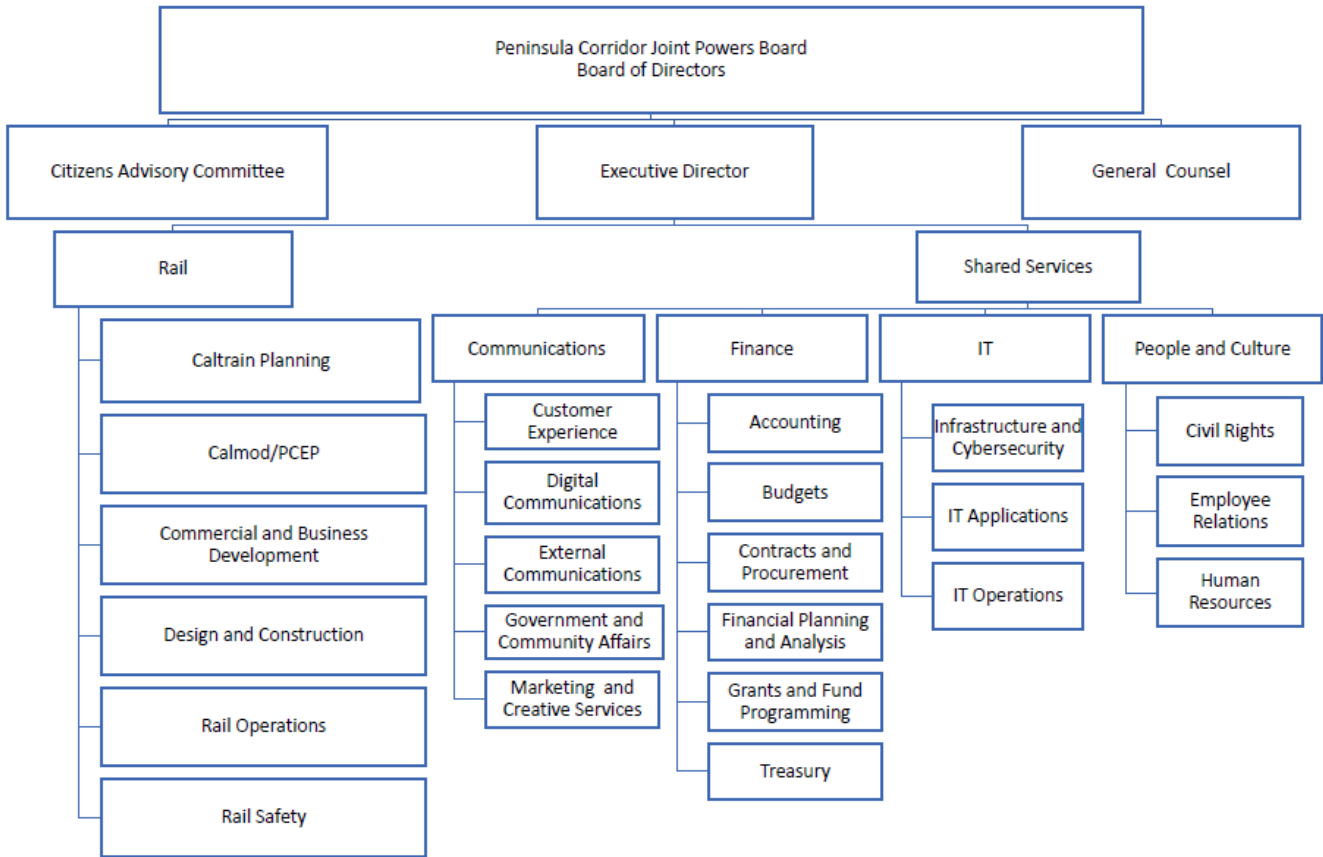 Peninsula Corridor Joint Powers Board
Board of Directors
Citizens Advisory Committee
Executive Director
General Counsel
Rail
Shared Services
Caltrain Planning
Calmod/PCEP
Commercial and Business
Development
Design and Construction
Rail Operations
Rail Safety
Communications
Customer
Experience
Digital
Communications
External
Communications
Government and
Community Affairs
Marketing and
Creative Services
Finance
Accounting
Budgets
Contracts and
Procurement
Financial Planning
and Analysis
Grants and Fund
Programming
Treasury
IT
Infrastructure and
Cybersecurity
IT Applications
IT Operations
People and Culture
Civil Rights
Employee
Relations
Human
Resources